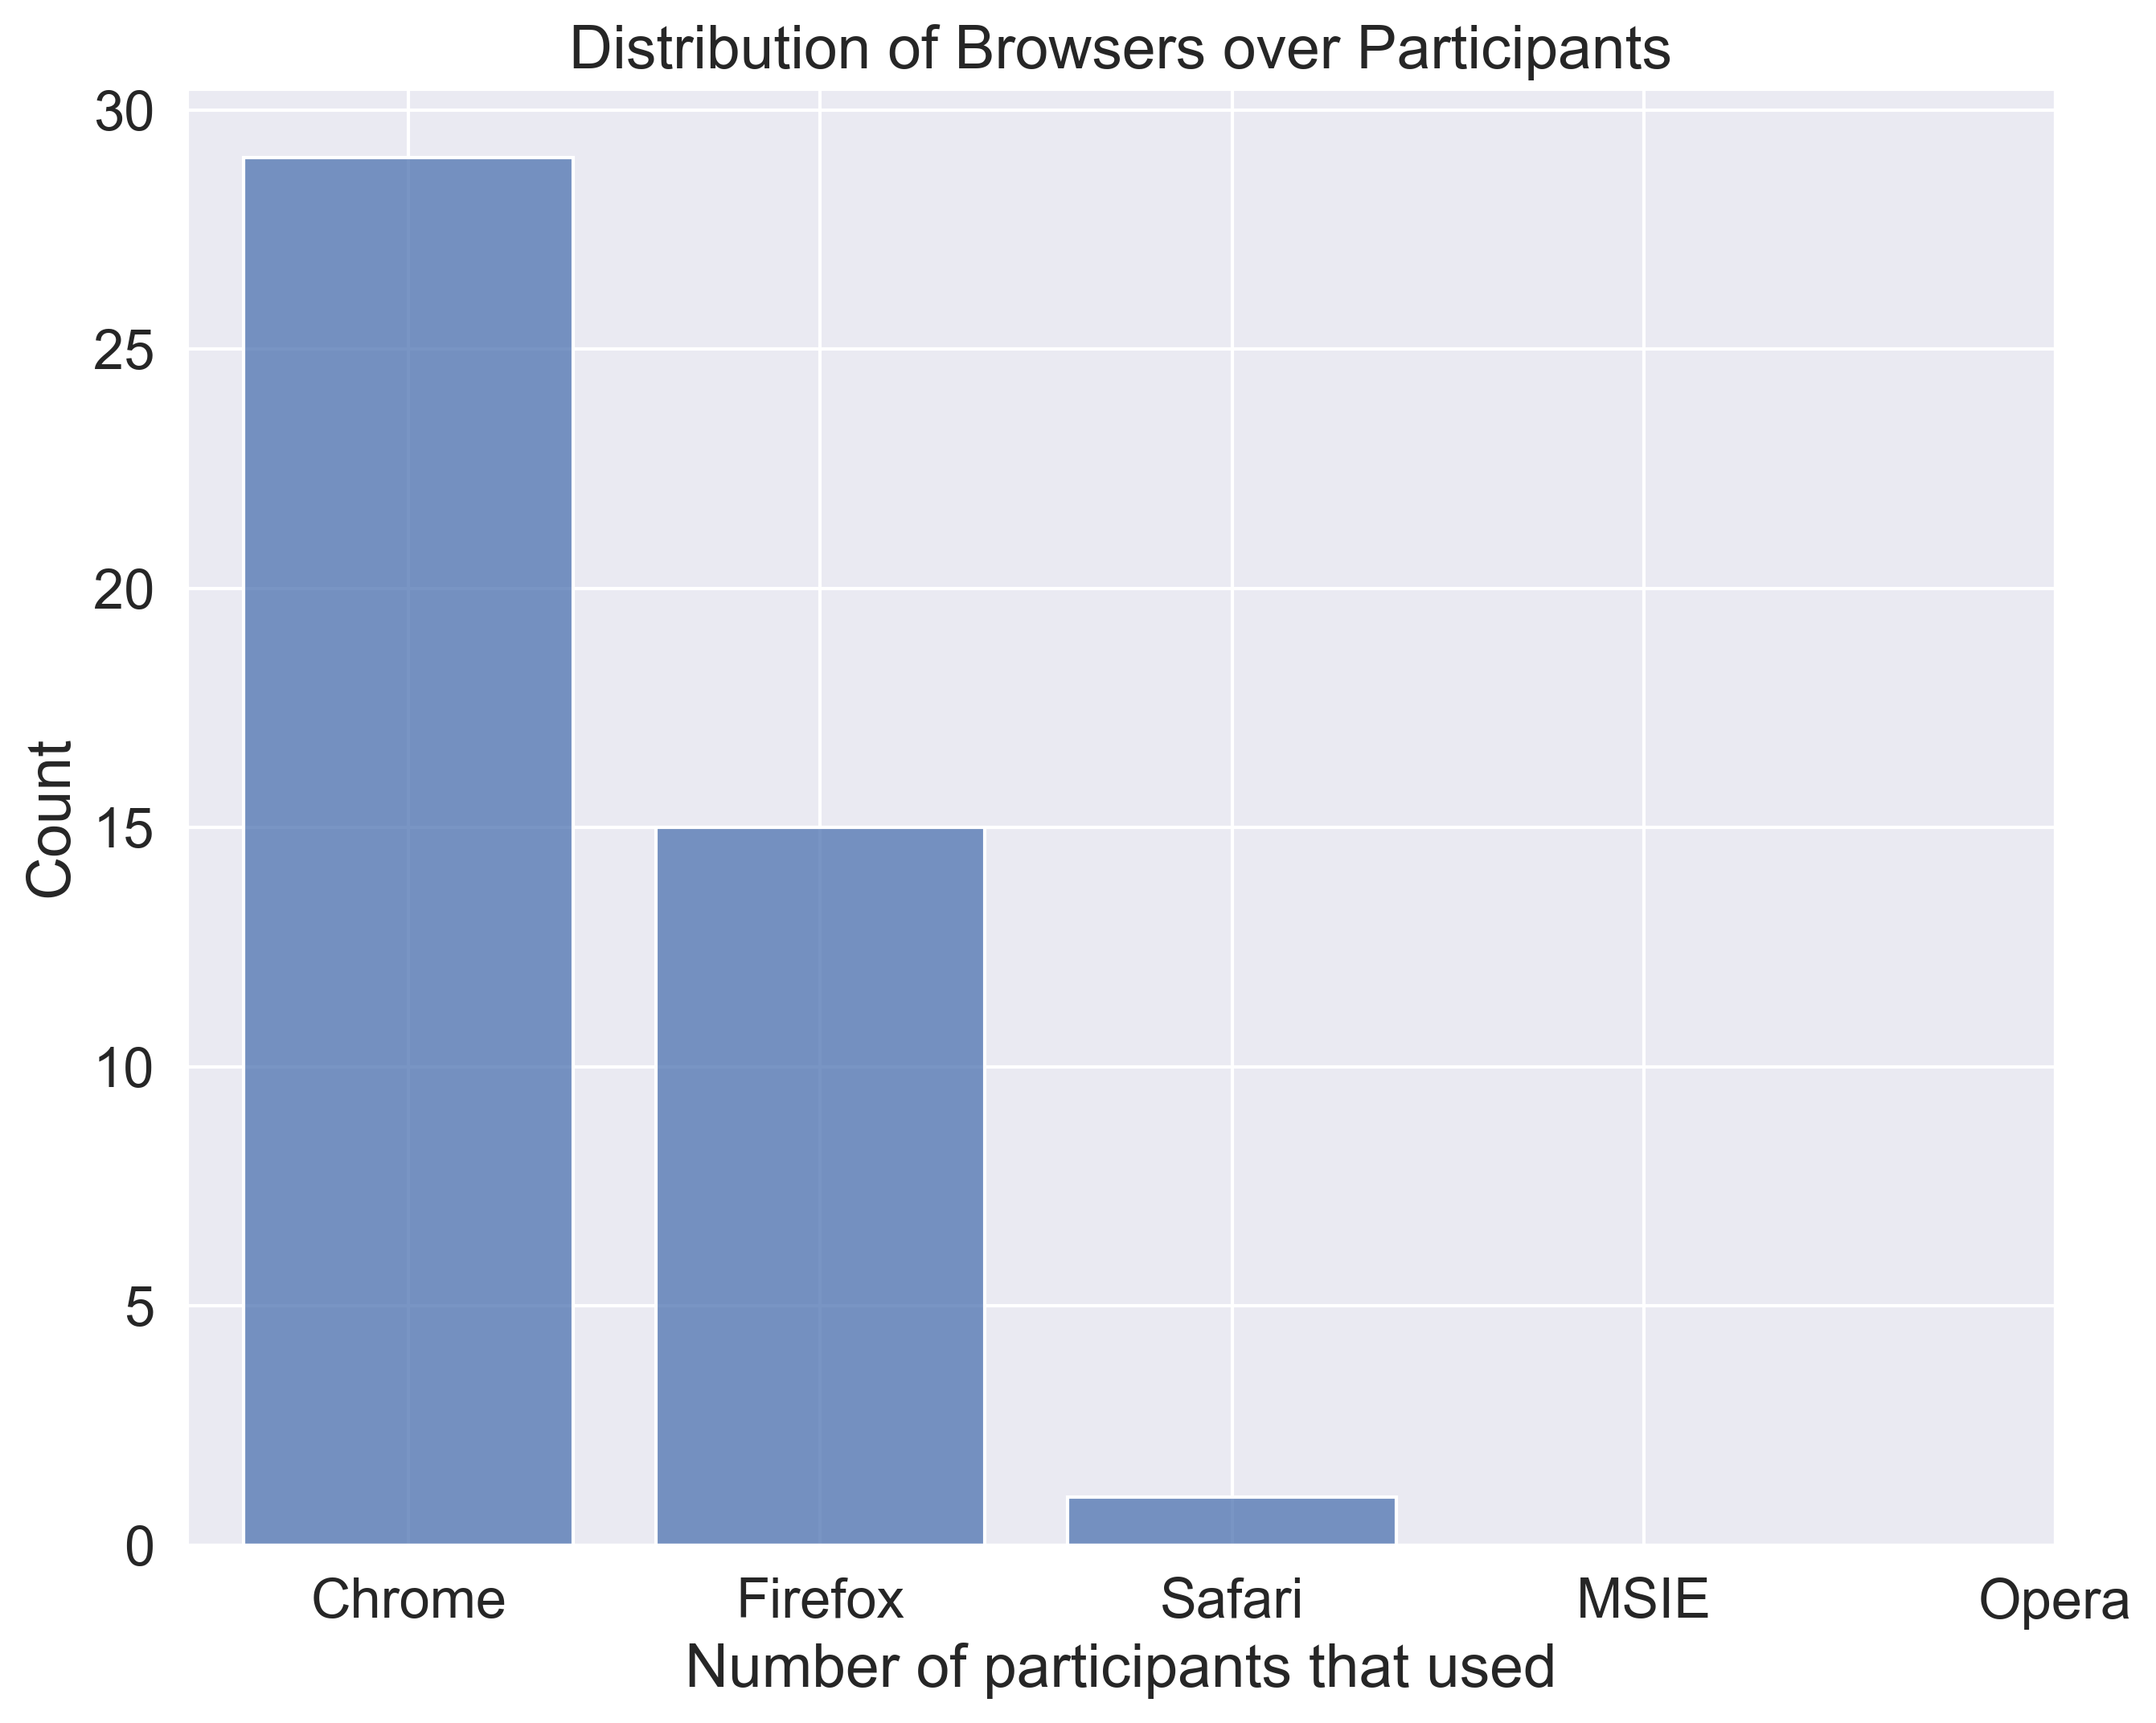 Distribution of Browsers over Participants
30
25
20
15
10
5
0
Count
Chrome Firefox Safari MSIE Opera
Number of participants that used